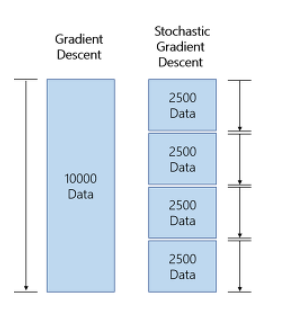 Gradient
Descent
Stochastic
Gradient
Descent
10000
Data
2500
Data
2500
Data
2500
Data
2500
Data